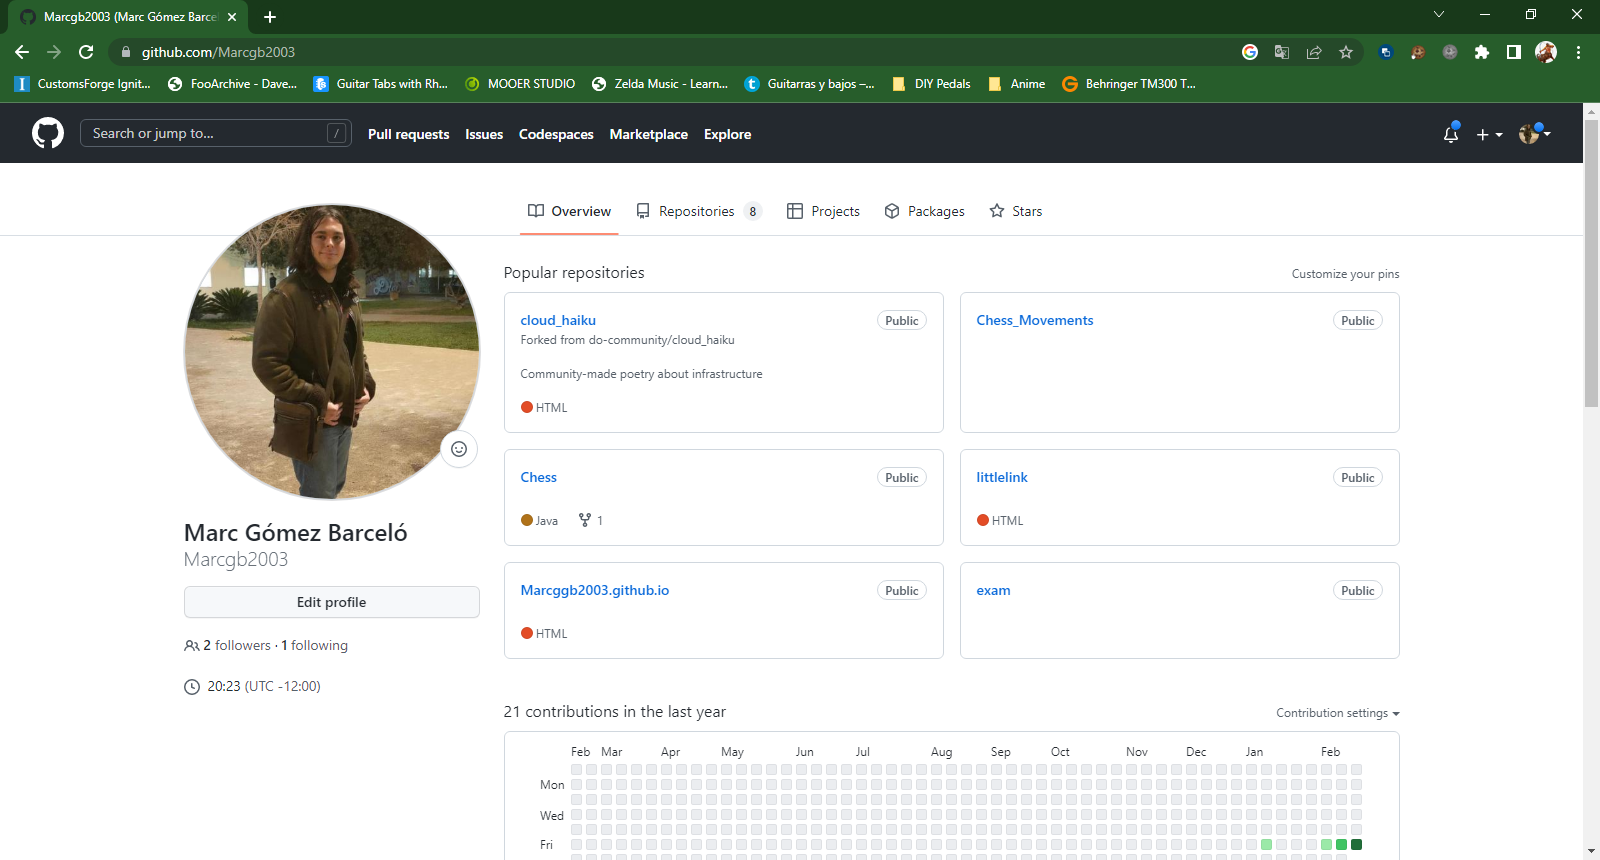 Marcgb2003 (Marc Gómez Barce
github.com/Marcgb2003
CustomsForge Ignit... FooArchive - Dave... Guitar Tabs with Rh... MOOER STUDIO Zelda Music - Learn... Guitarras y bajos –... DIY Pedals Anime Behringer TM300 T...
Search or jump to... / Pull requests Issues Codespaces Marketplace Explore
Overview Repositories 8 Projects Packages Stars
Popular repositories Customize your pins
cloud_haiku Public
Forked from do-community/cloud_haiku
Community-made poetry about infrastructure
HTML
Chess_Movements Public
Chess Public
Java 1
littlelink Public
HTML
Marcggb2003.github.io Public
HTML
exam Public
Marc Gómez Barceló
Marcgb2003
Edit profile
2 followers · 1 following
20:23 (UTC -12:00)
21 contributions in the last year Contribution settings
Feb Mar Apr May Jun Jul Aug Sep Oct Nov Dec Jan Feb
Mon
Wed
Fri